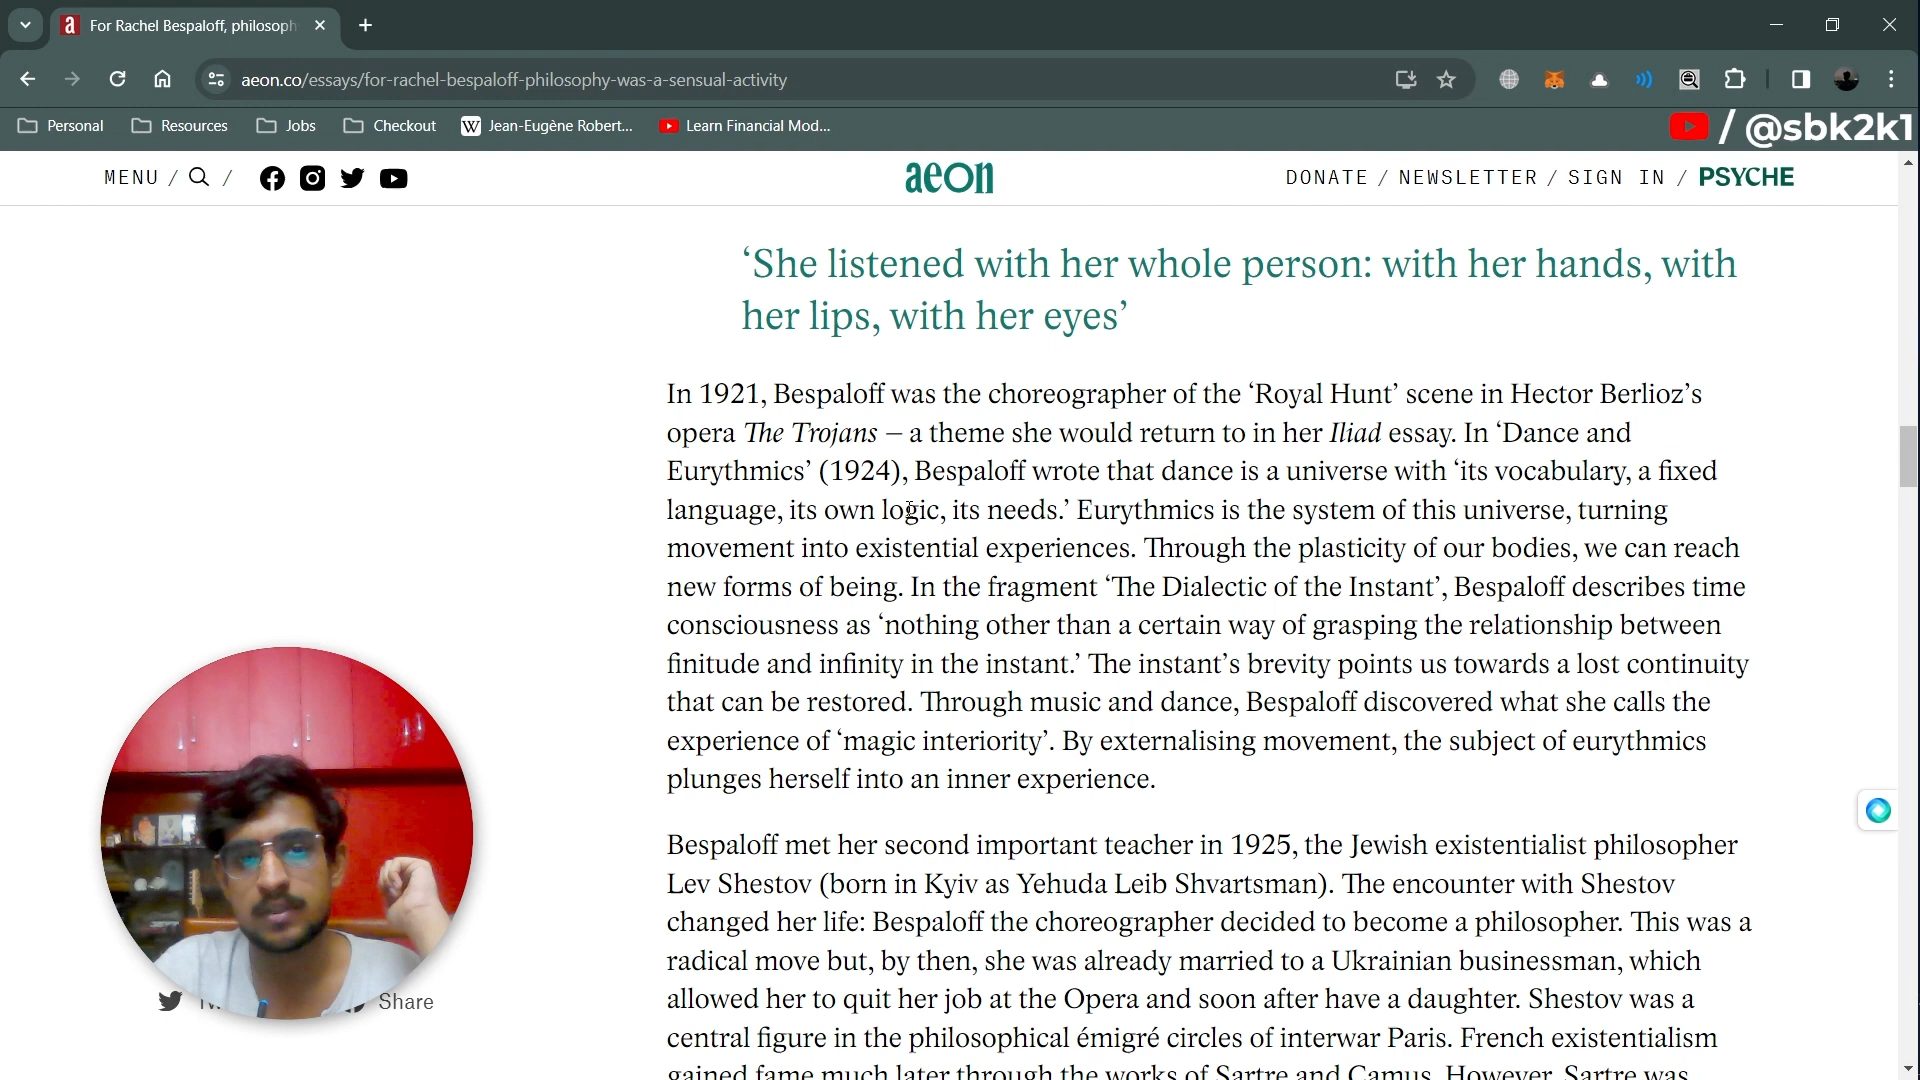 For Rachel Bespaloff, philosoph
aeon.co/essays/for-rachel-bespaloff-philosophy-was-a-sensual-activity
Personal
Resources
Jobs
Checkout
Jean-Eugène Robert...
Learn Financial Mod...
/ @sbk2k1
MENU / /
aeon
DONATE / NEWSLETTER / SIGN IN / PSYCHE
‘She listened with her whole person: with her hands, with
her lips, with her eyes’
In 1921, Bespaloff was the choreographer of the ‘Royal Hunt’ scene in Hector Berlioz’s
opera The Trojans – a theme she would return to in her Iliad essay. In ‘Dance and
Eurythmics’ (1924), Bespaloff wrote that dance is a universe with ‘its vocabulary, a fixed
language, its own logic, its needs.’ Eurythmics is the system of this universe, turning
movement into existential experiences. Through the plasticity of our bodies, we can reach
new forms of being. In the fragment ‘The Dialectic of the Instant’, Bespaloff describes time
consciousness as ‘nothing other than a certain way of grasping the relationship between
finitude and infinity in the instant.’ The instant’s brevity points us towards a lost continuity
that can be restored. Through music and dance, Bespaloff discovered what she calls the
experience of ‘magic interiority’. By externalising movement, the subject of eurythmics
plunges herself into an inner experience.
Bespaloff met her second important teacher in 1925, the Jewish existentialist philosopher
Lev Shestov (born in Kyiv as Yehuda Leib Shvartsman). The encounter with Shestov
changed her life: Bespaloff the choreographer decided to become a philosopher. This was a
radical move but, by then, she was already married to a Ukrainian businessman, which
allowed her to quit her job at the Opera and soon after have a daughter. Shestov was a
central figure in the philosophical émigré circles of interwar Paris. French existentialism
gained fame much later through the works of Sartre and Camus. However, Sartre was
Share